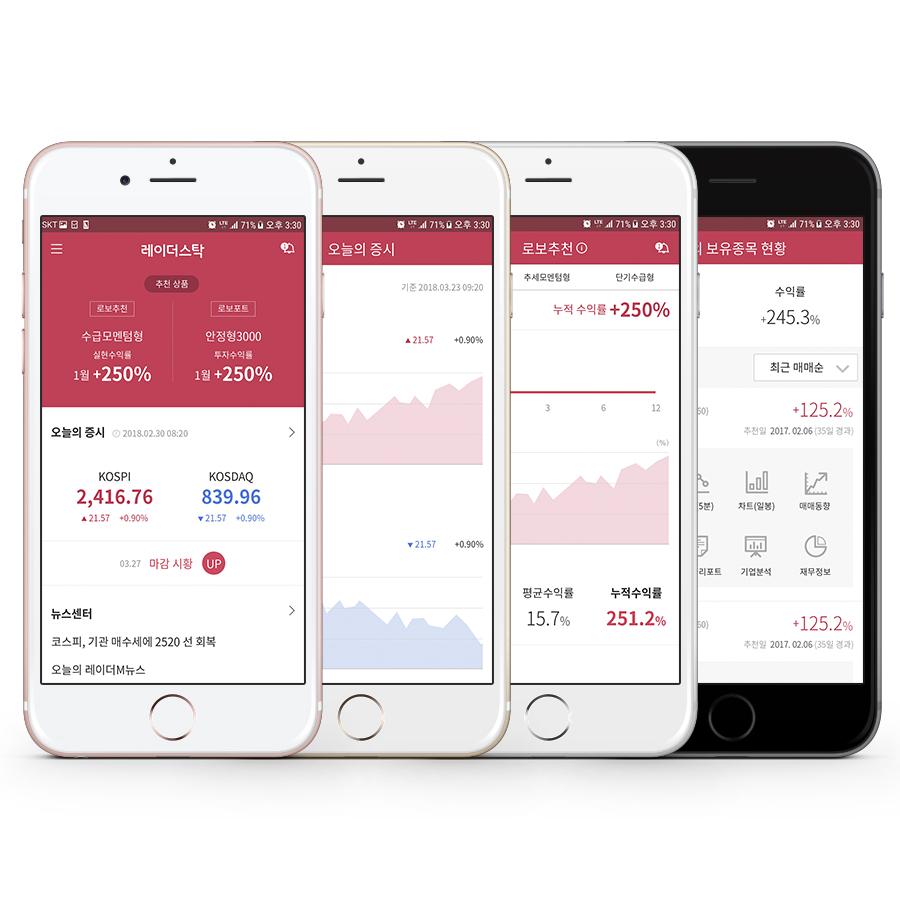 SKT LTE 71% 오후 3:30
레이더스탁
추천 상품
로보추천 로보포트
수급모멘텀형 안정형3000
실현수익률 투자수익률
1월 +250% 1월 +250%
오늘의 증시 2018.02.30 08:20
KOSPI KOSDAQ
2,416.76 839.96
▲21.57 +0.90% ▼21.57 +0.90%
03.27 마감 시황 UP
뉴스센터
코스피, 기관 매수세에 2520 선 회복
오늘의 레이더M뉴스
LTE 71% 오후 3:30
오늘의 증시
기준 2018.03.23 09:20
▲21.57 +0.90%
▼21.57 +0.90%
LTE 71% 오후 3:30
로보추천
추세모멘텀형 단기수급형
누적 수익률 +250%
3 6 12
(%)
평균수익률 누적수익률
15.7% 251.2%
LTE 71% 오후 3:30
보유종목 현황
수익률
+245.3%
최근 매매순
+125.2%
추천일 2017. 02.06 (35일 경과)
5분) 차트(일봉) 매매동향
리포트 기업분석 재무정보
+125.2%
추천일 2017. 02.06 (35일 경과)